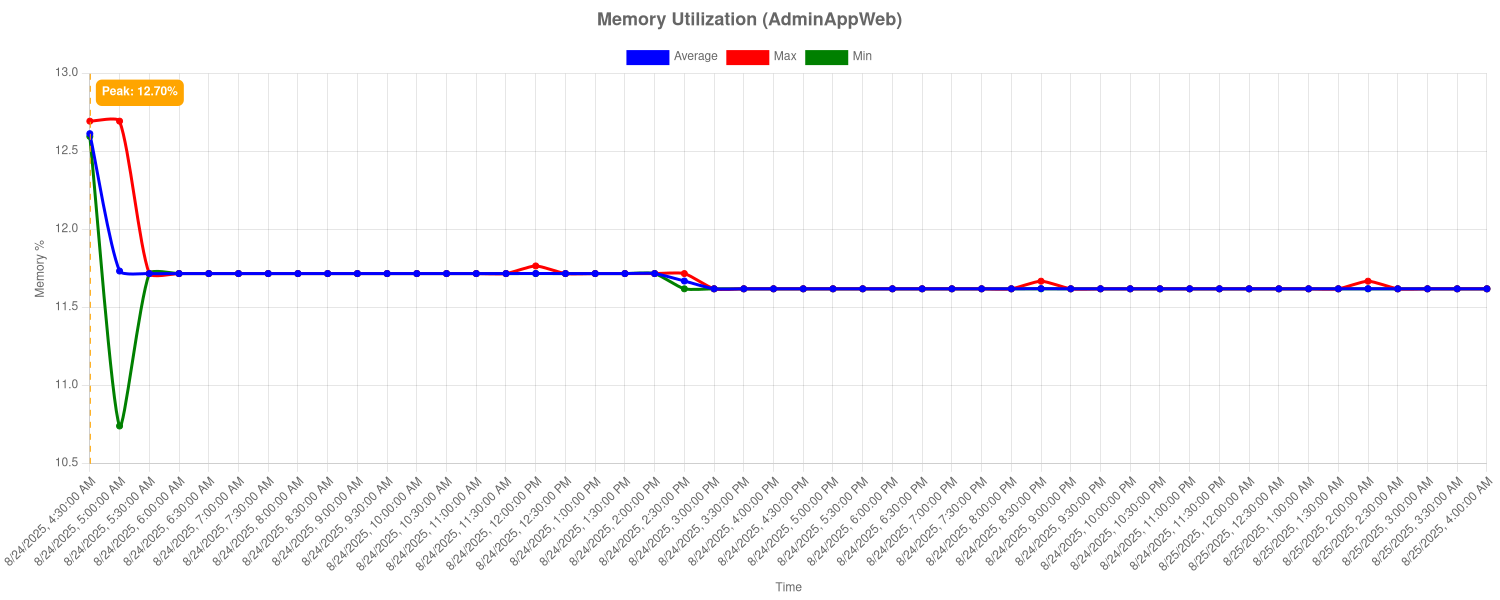 Memory Utilization (AdminAppWeb)
Average Max Min
13.0
Peak: 12.70%
12.5
12.0
Memory %
11.5
11.0
10.5
8/24/2025, 4:30:00 AM
8/24/2025, 5:00:00 AM
8/24/2025, 5:30:00 AM
8/24/2025, 6:00:00 AM
8/24/2025, 6:30:00 AM
8/24/2025, 7:00:00 AM
8/24/2025, 7:30:00 AM
8/24/2025, 8:00:00 AM
8/24/2025, 8:30:00 AM
8/24/2025, 9:00:00 AM
8/24/2025, 9:30:00 AM
8/24/2025, 10:00:00 AM
8/24/2025, 10:30:00 AM
8/24/2025, 11:00:00 AM
8/24/2025, 11:30:00 AM
8/24/2025, 12:00:00 PM
8/24/2025, 12:30:00 PM
8/24/2025, 1:00:00 PM
8/24/2025, 1:30:00 PM
8/24/2025, 2:00:00 PM
8/24/2025, 2:30:00 PM
8/24/2025, 3:00:00 PM
8/24/2025, 3:30:00 PM
8/24/2025, 4:00:00 PM
8/24/2025, 4:30:00 PM
8/24/2025, 5:00:00 PM
8/24/2025, 5:30:00 PM
8/24/2025, 6:00:00 PM
8/24/2025, 6:30:00 PM
8/24/2025, 7:00:00 PM
8/24/2025, 7:30:00 PM
8/24/2025, 8:00:00 PM
8/24/2025, 8:30:00 PM
8/24/2025, 9:00:00 PM
8/24/2025, 9:30:00 PM
8/24/2025, 10:00:00 PM
8/24/2025, 10:30:00 PM
8/24/2025, 11:00:00 PM
8/24/2025, 11:30:00 PM
8/25/2025, 12:00:00 AM
8/25/2025, 12:30:00 AM
8/25/2025, 1:00:00 AM
8/25/2025, 1:30:00 AM
8/25/2025, 2:00:00 AM
8/25/2025, 2:30:00 AM
8/25/2025, 3:00:00 AM
8/25/2025, 3:30:00 AM
8/25/2025, 4:00:00 AM
Time